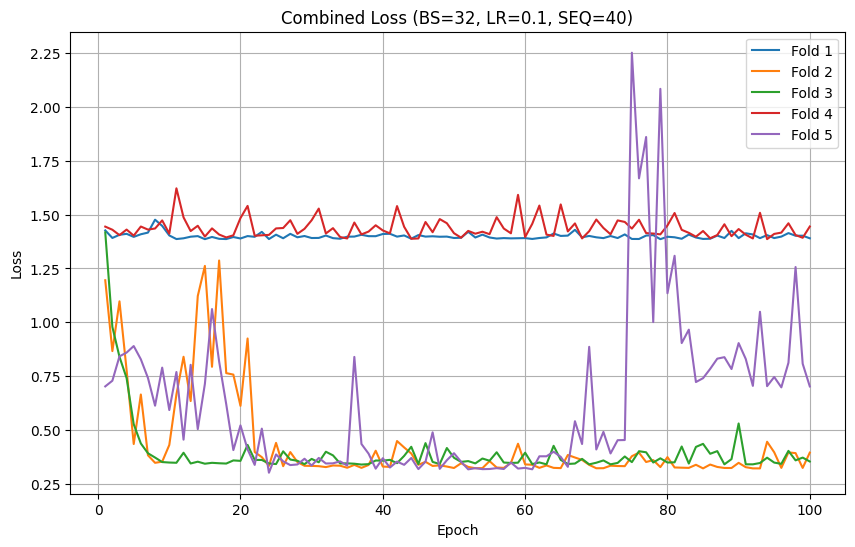 Combined Loss (BS=32, LR=0.1, SEQ=40)
2.25
2.00
1.75
1.50
1.25
1.00
0.75
0.50
0.25
Loss
Fold 1
Fold 2
Fold 3
Fold 4
Fold 5
0 20 40 60 80 100
Epoch